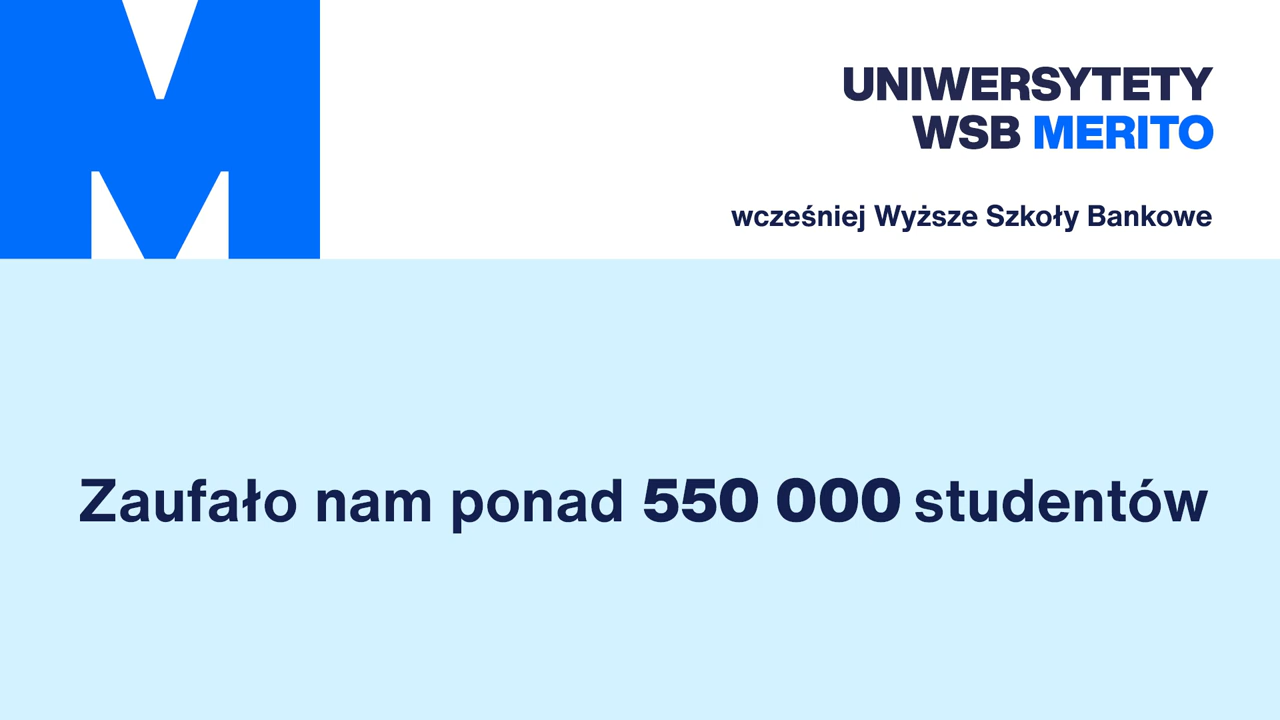 UNIWERSYTETY
WSB MERITO
wcześniej Wyższe Szkoły Bankowe
Zaufało nam ponad 550 000 studentów